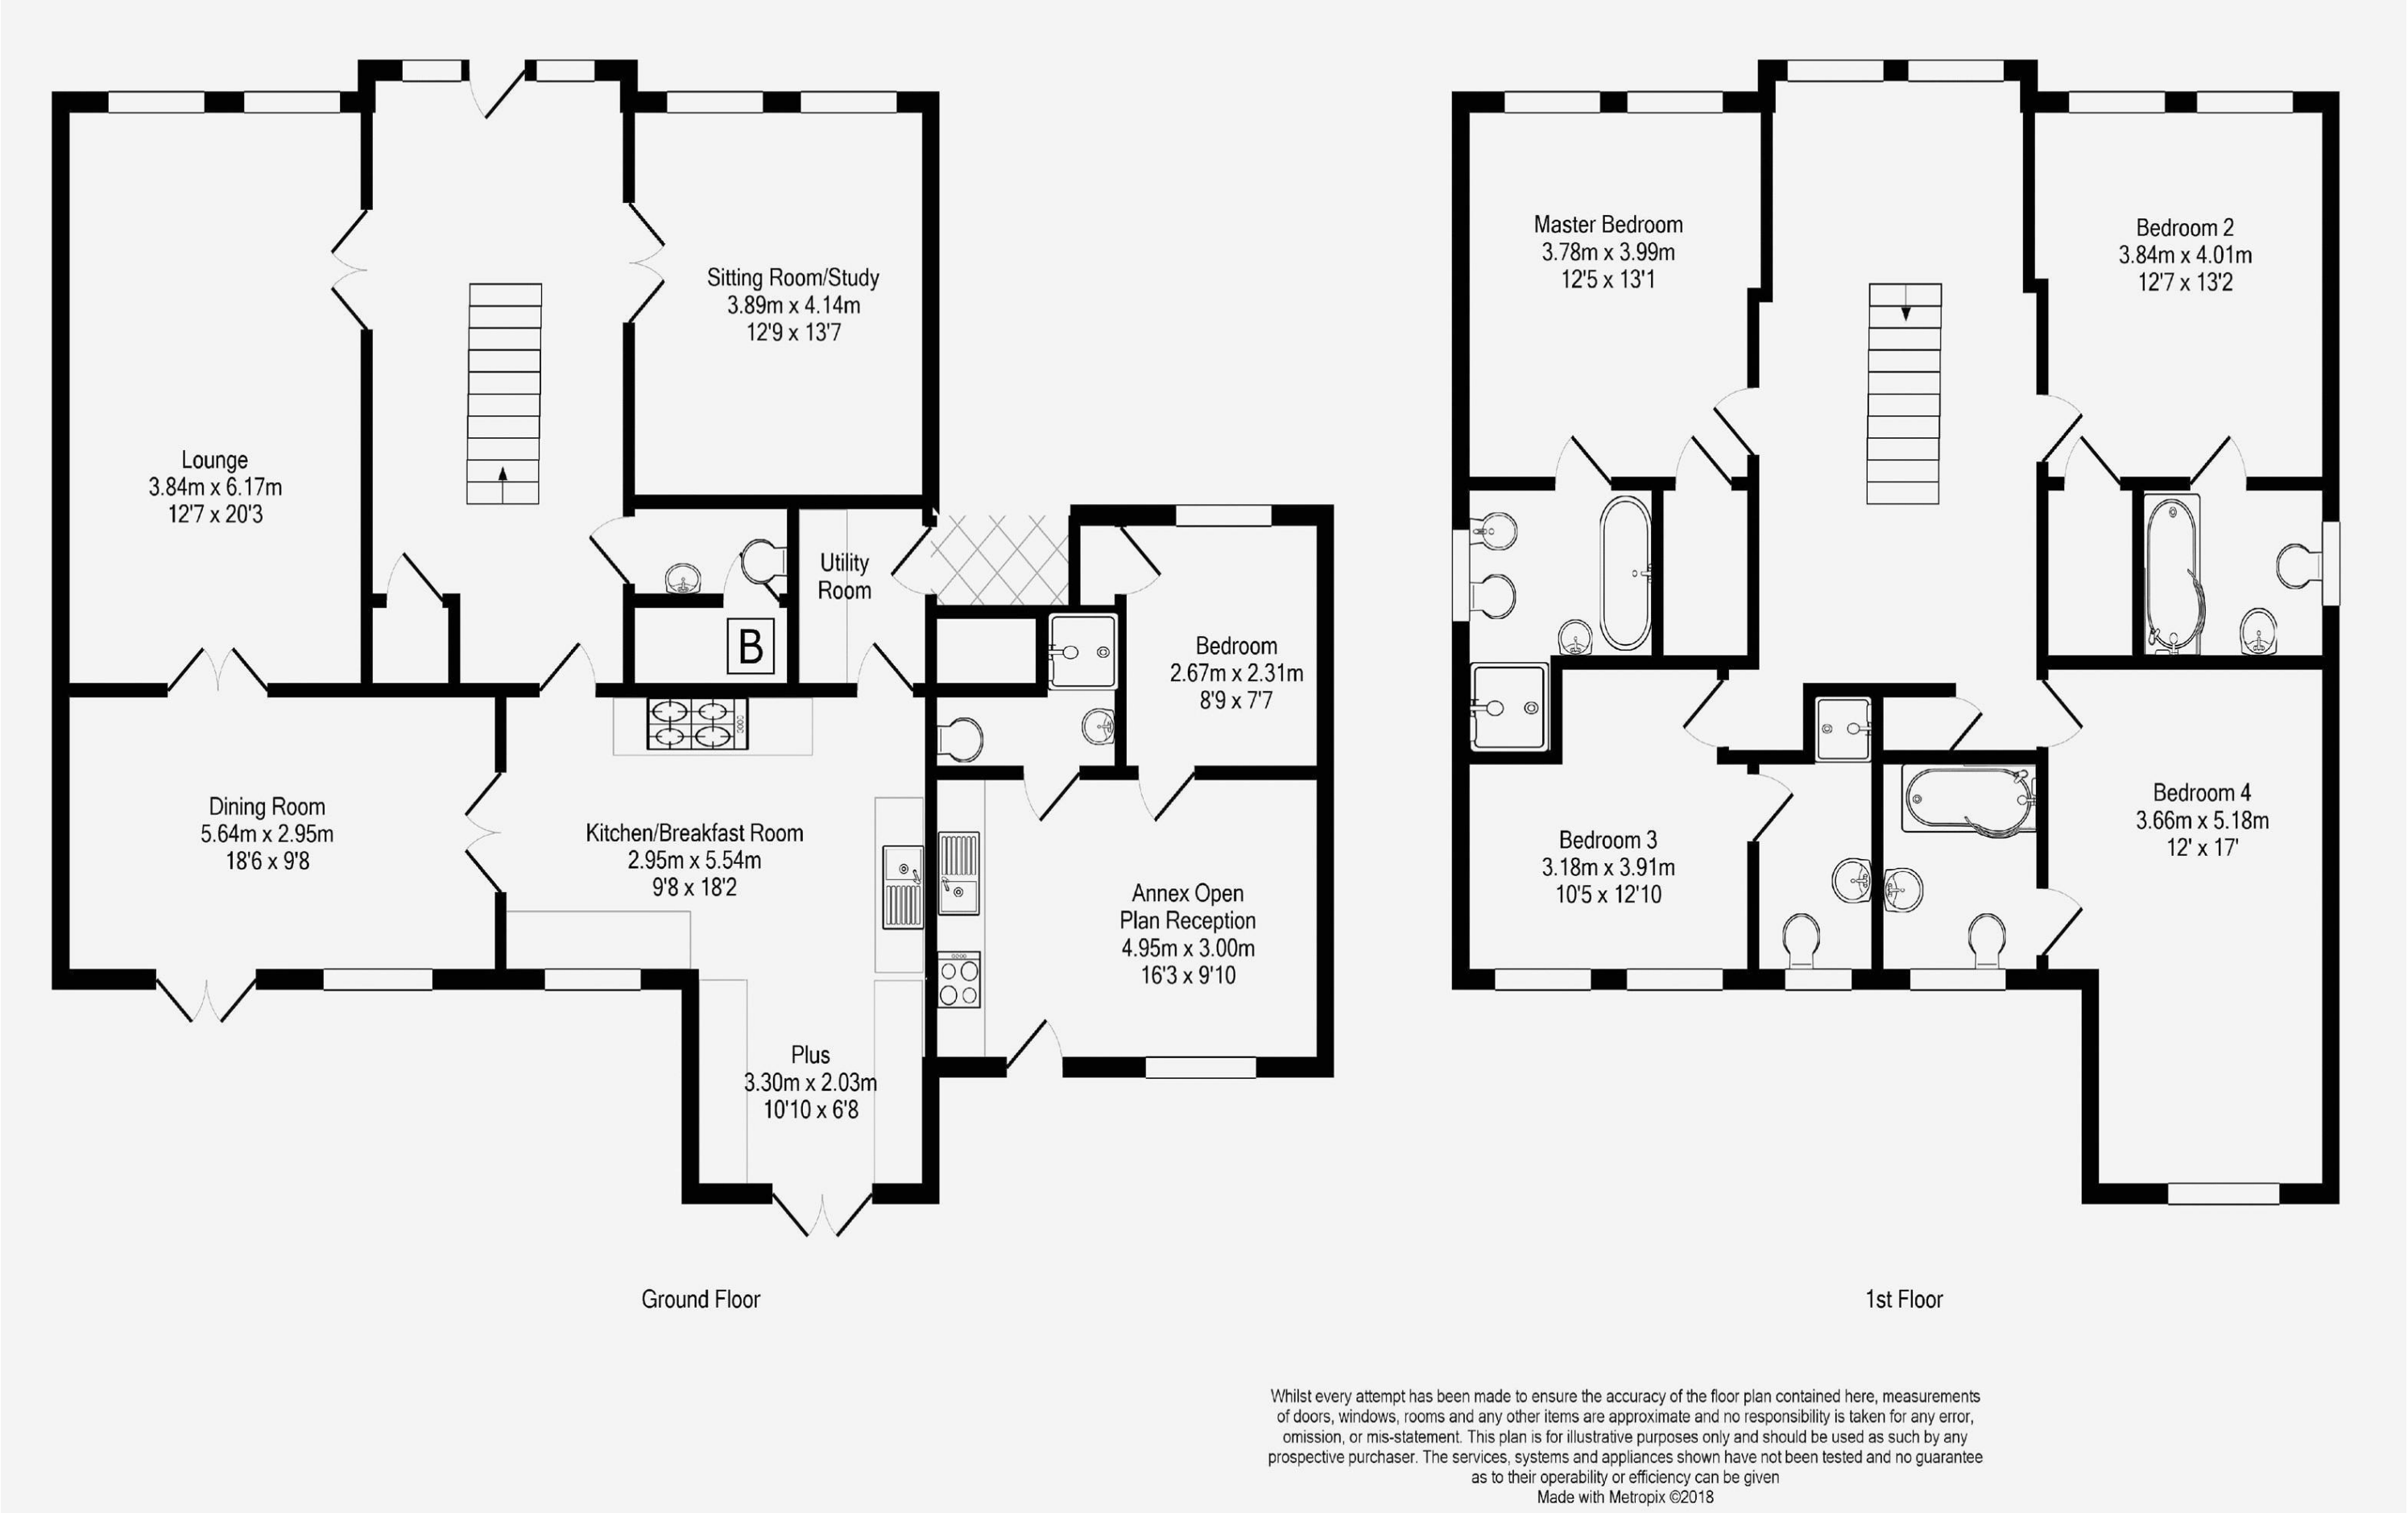 Lounge
3.84m x 6.17m
12'7 x 20'3
Sitting Room/Study
3.89m x 4.14m
12'9 x 13'7
Utility
Room
B
Bedroom
2.67m x 2.31m
8'9 x 7'7
Dining Room
5.64m x 2.95m
18'6 x 9'8
Kitchen/Breakfast Room
2.95m x 5.54m
9'8 x 18'2
Annex Open
Plan Reception
4.95m x 3.00m
16'3 x 9'10
Plus
3.30m x 2.03m
10'10 x 6'8
Ground Floor
Master Bedroom
3.78m x 3.99m
12'5 x 13'1
Bedroom 2
3.84m x 4.01m
12'7 x 13'2
Bedroom 3
3.18m x 3.91m
10'5 x 12'10
Bedroom 4
3.66m x 5.18m
12' x 17'
1st Floor
Whilst every attempt has been made to ensure the accuracy of the floor plan contained here, measurements
of doors, windows, rooms and any other items are approximate and no responsibility is taken for any error,
omission, or mis-statement. This plan is for illustrative purposes only and should be used as such by any
prospective purchaser. The services, systems and appliances shown have not been tested and no guarantee
as to their operability or efficiency can be given
Made with Metropix ©2018